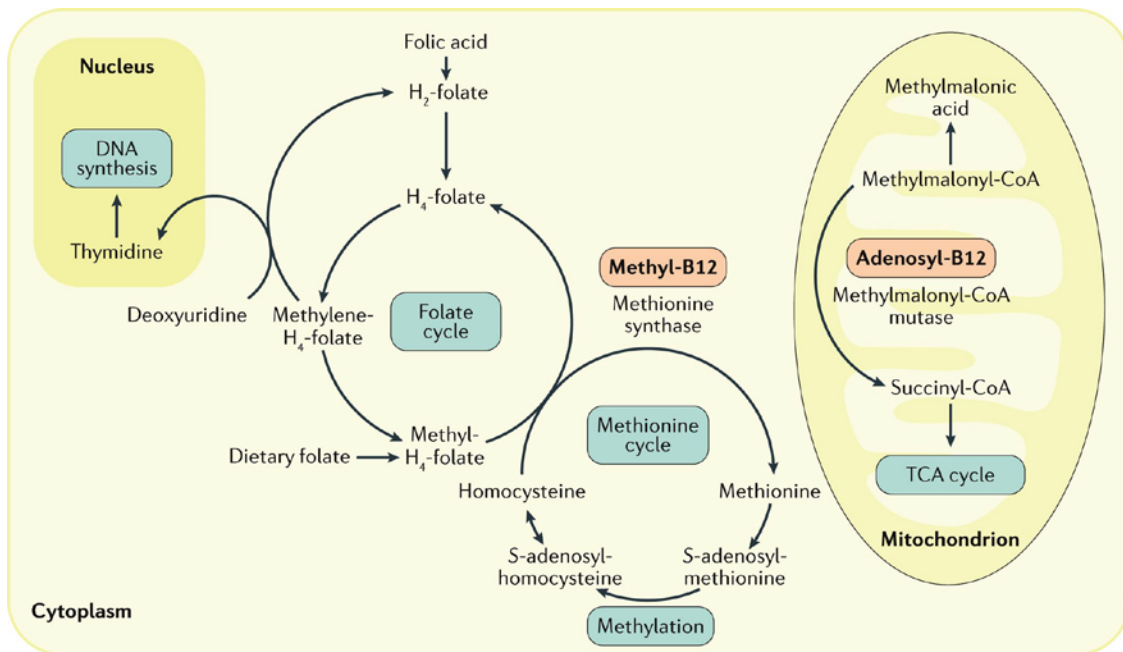 Nucleus
DNA
synthesis
Thymidine
Deoxyuridine
Folic acid
H₂-folate
H₄-folate
Methylene-
H₄-folate
Folate
cycle
Dietary folate
Methyl-
H₄-folate
Methyl-B12
Methionine
synthase
Methionine
cycle
Homocysteine
Methionine
S-adenosyl-
homocysteine
S-adenosyl-
methionine
Methylation
Cytoplasm
Methylmalonic
acid
Methylmalonyl-CoA
Adenosyl-B12
Methylmalonyl-CoA
mutase
Succinyl-CoA
TCA cycle
Mitochondrion